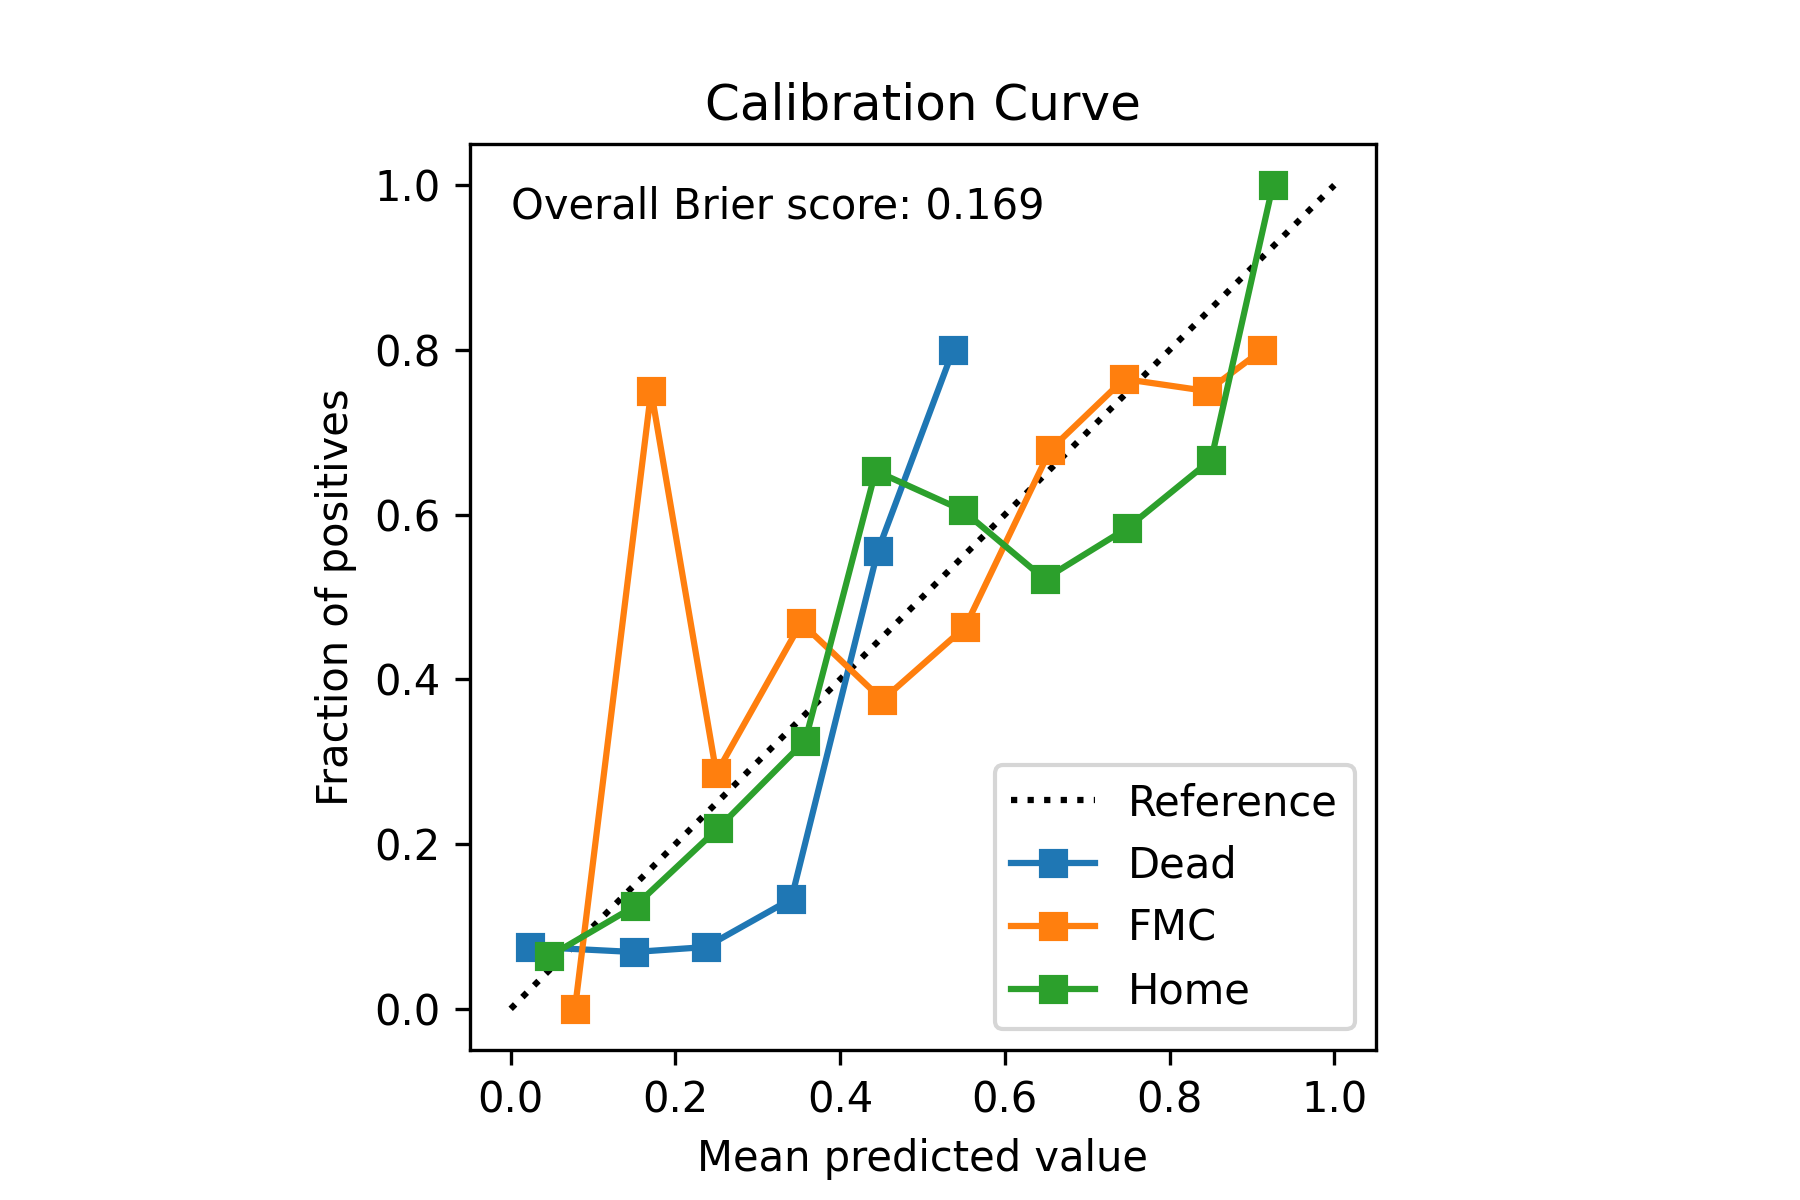 Calibration Curve
Overall Brier score: 0.169
1.0
0.8
0.6
0.4
0.2
0.0
Fraction of positives
Reference
Dead
FMC
Home
0.0 0.2 0.4 0.6 0.8 1.0
Mean predicted value